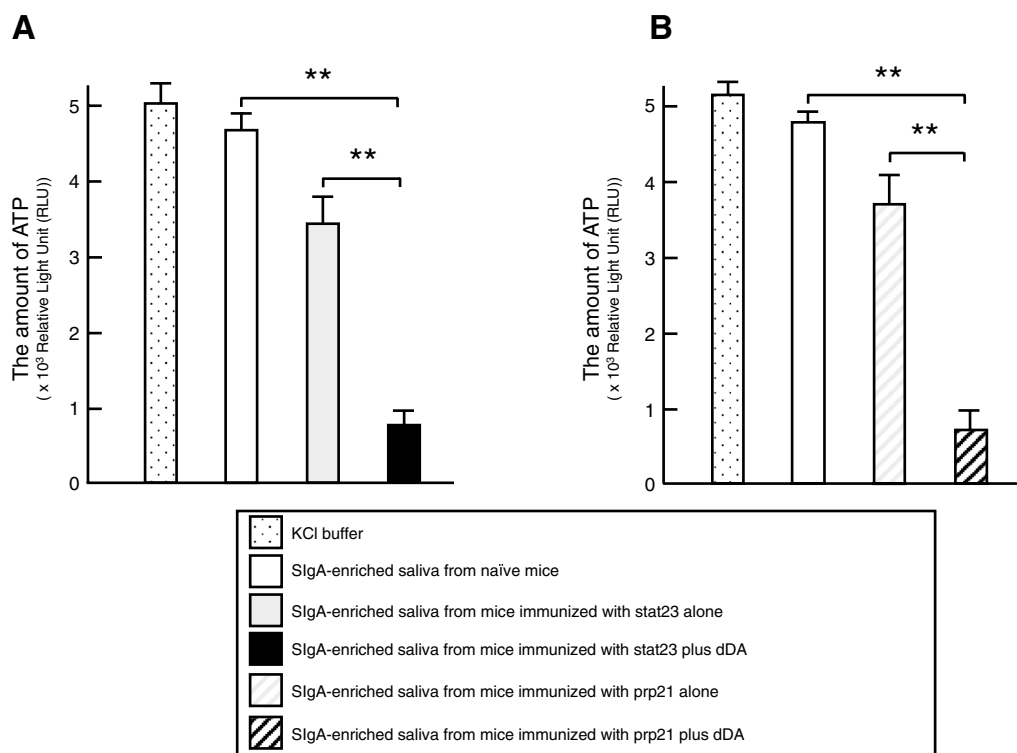 A
B
**
**
5
4
3
2
1
0
The amount of ATP
( x 10³ Relative Light Unit (RLU))
**
**
5
4
3
2
1
0
The amount of ATP
( x 10³ Relative Light Unit (RLU))
KCl buffer
SIgA-enriched saliva from naïve mice
SIgA-enriched saliva from mice immunized with stat23 alone
SIgA-enriched saliva from mice immunized with stat23 plus dDA
SIgA-enriched saliva from mice immunized with prp21 alone
SIgA-enriched saliva from mice immunized with prp21 plus dDA